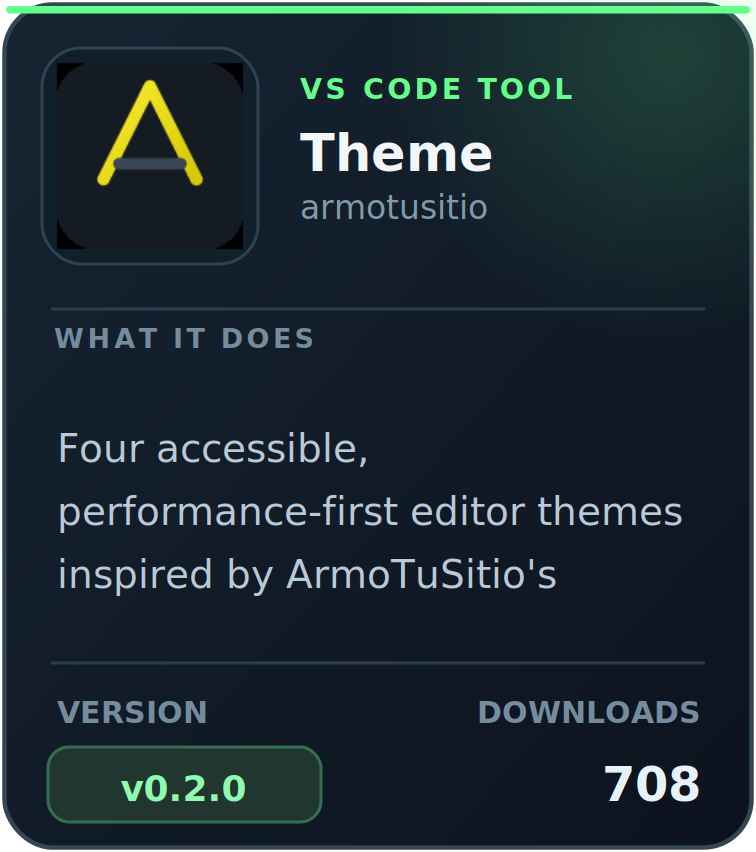 VS CODE TOOL
Theme
armotusitio
WHAT IT DOES
Four accessible,
performance-first editor themes
inspired by ArmoTuSitio's
VERSION
DOWNLOADS
v0.2.0
708